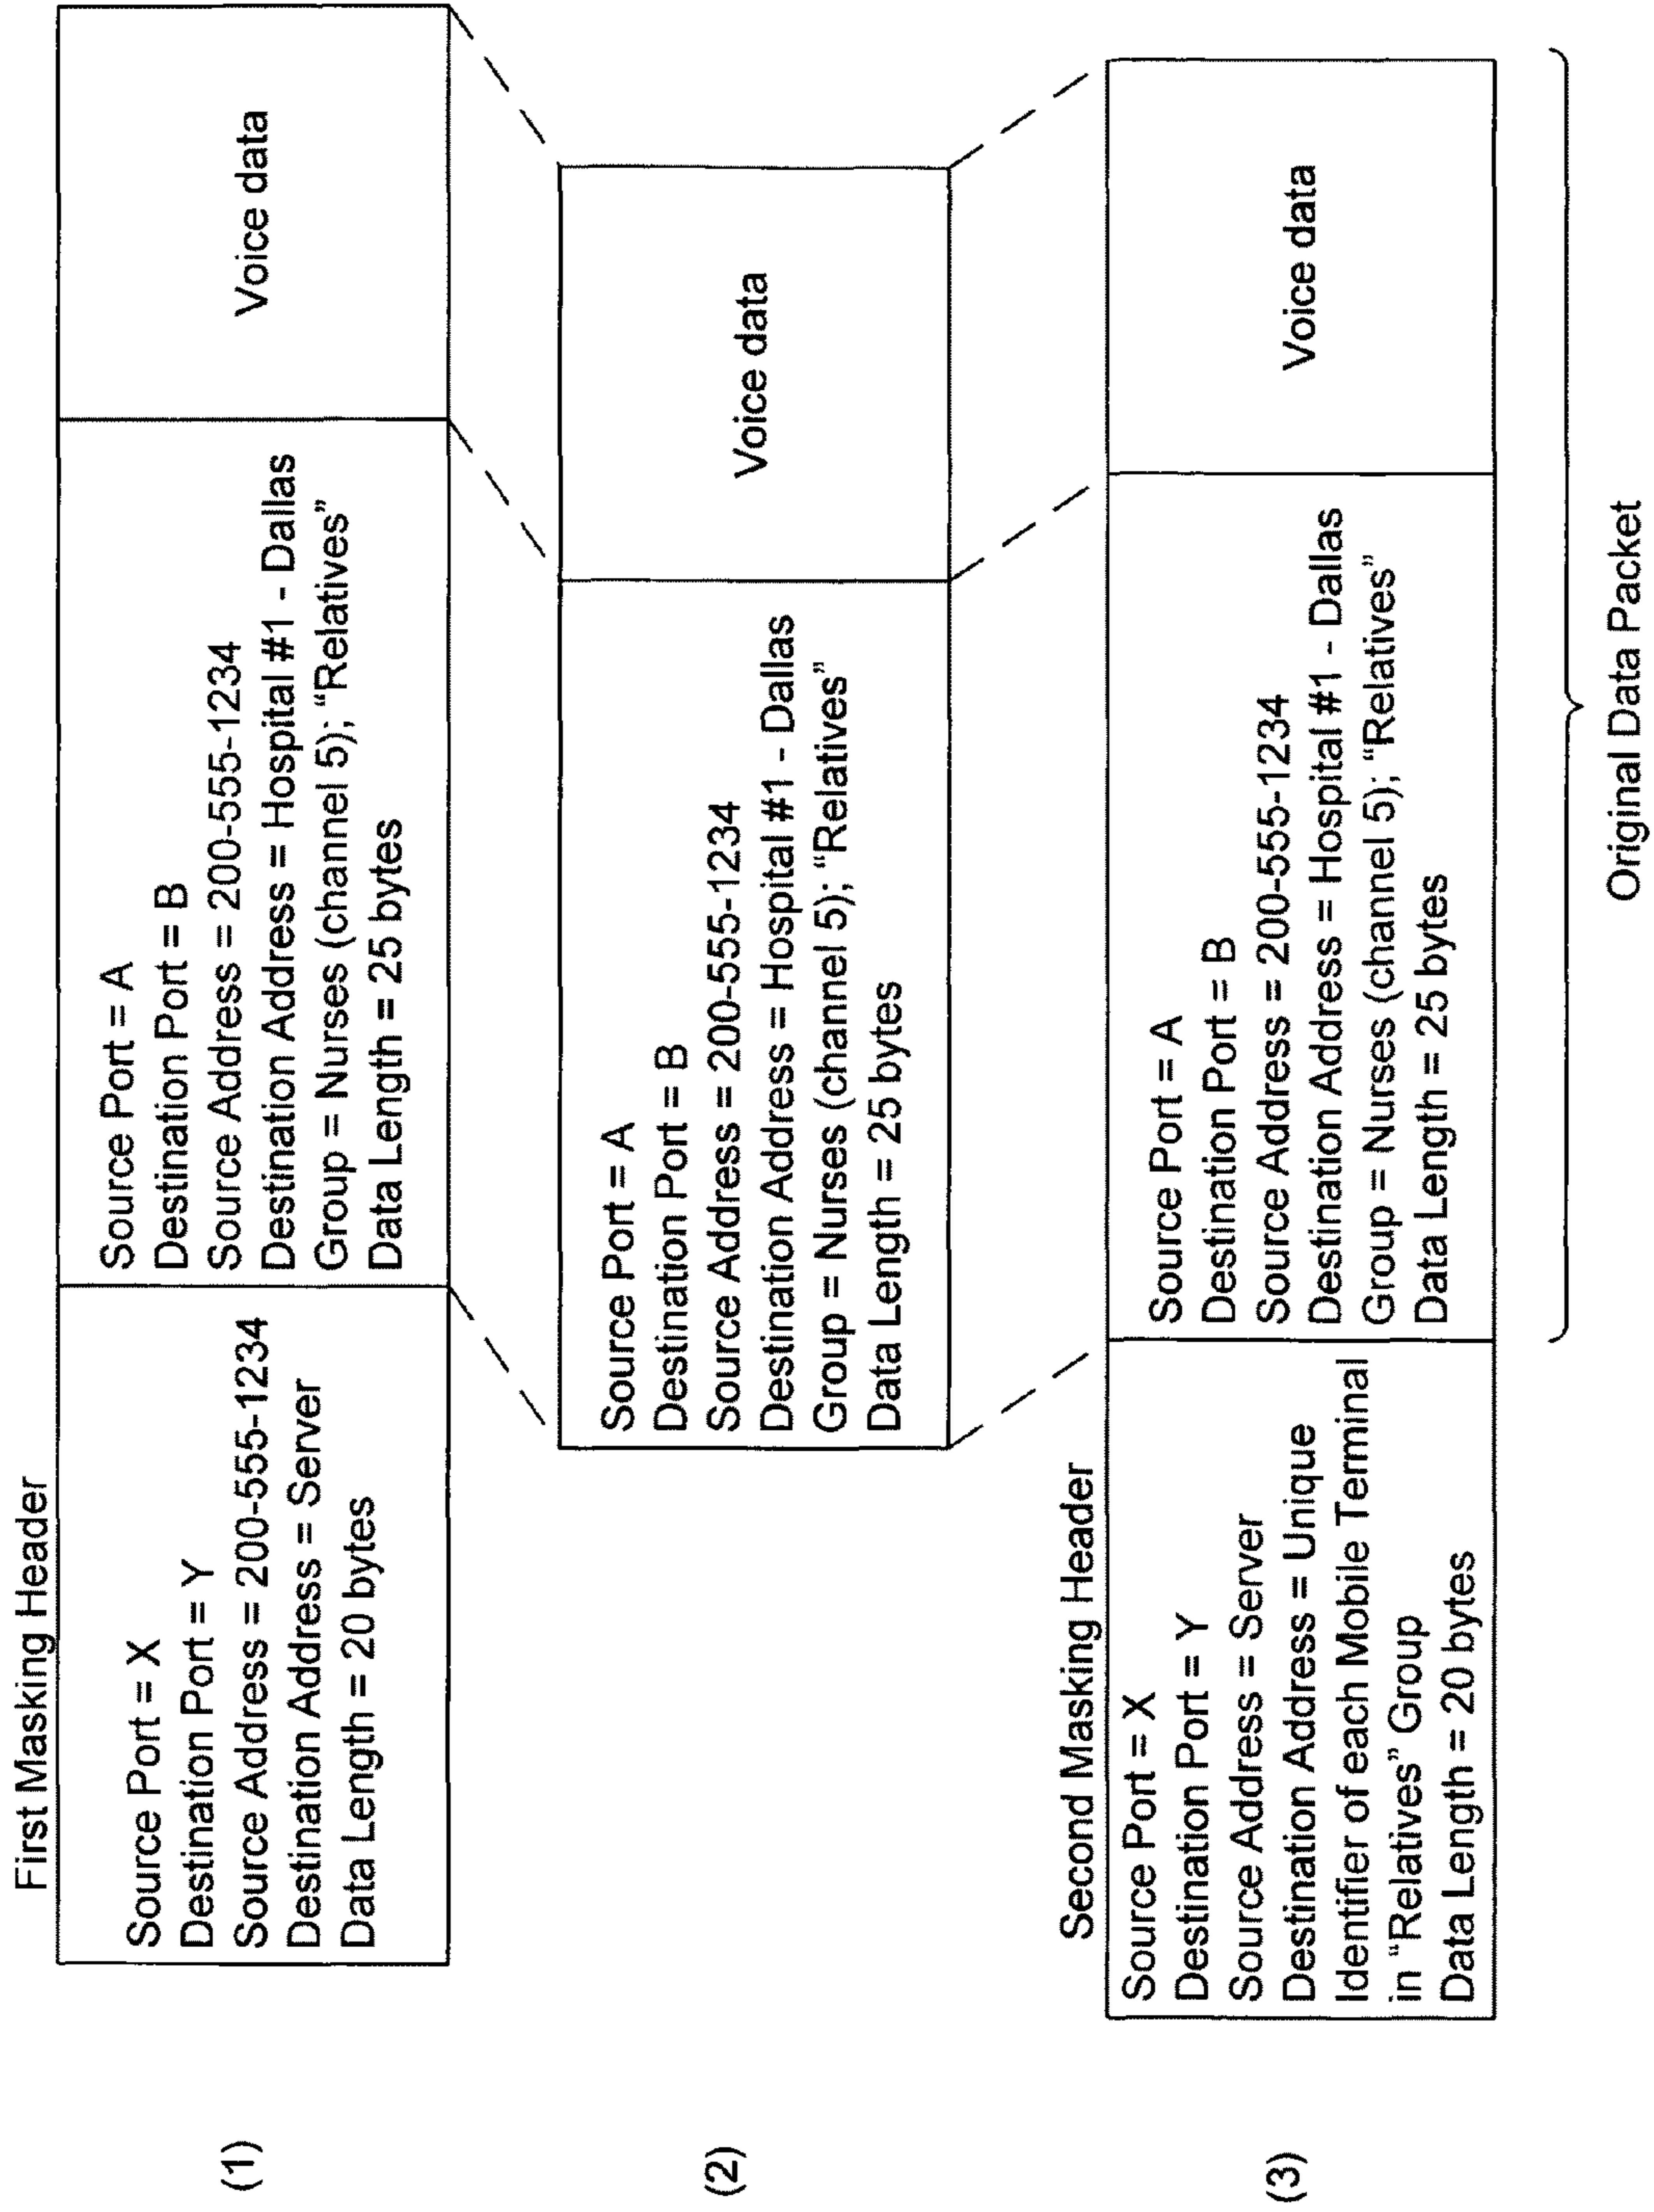 First Masking Header
(1)
Source Port = X
Destination Port = Y
Source Address = 200-555-1234
Destination Address = Server
Data Length = 20 bytes
Source Port = A
Destination Port = B
Source Address = 200-555-1234
Destination Address = Hospital #1 - Dallas
Group = Nurses (channel 5); “Relatives”
Data Length = 25 bytes
Voice data
(2)
Source Port = A
Destination Port = B
Source Address = 200-555-1234
Destination Address = Hospital #1 - Dallas
Group = Nurses (channel 5); “Relatives”
Data Length = 25 bytes
Voice data
Second Masking Header
(3)
Source Port = X
Destination Port = Y
Source Address = Server
Destination Address = Unique
Identifier of each Mobile Terminal
in “Relatives” Group
Data Length = 20 bytes
Source Port = A
Destination Port = B
Source Address = 200-555-1234
Destination Address = Hospital #1 - Dallas
Group = Nurses (channel 5); “Relatives”
Data Length = 25 bytes
Voice data
Original Data Packet